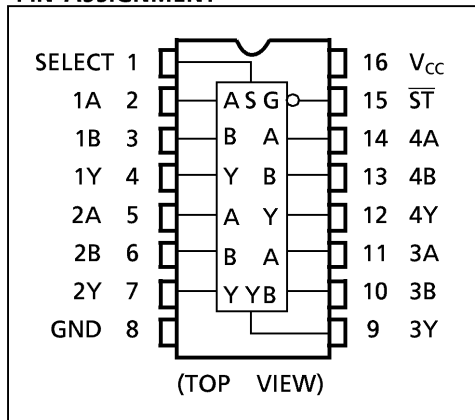 PIN ASSIGNMENT
SELECT 1 16 VCC
1A 2 A S G 15 S̅T̅
1B 3 B A 14 4A
1Y 4 Y B 13 4B
2A 5 A Y 12 4Y
2B 6 B A 11 3A
2Y 7 Y Y B 10 3B
GND 8 9 3Y
(TOP VIEW)